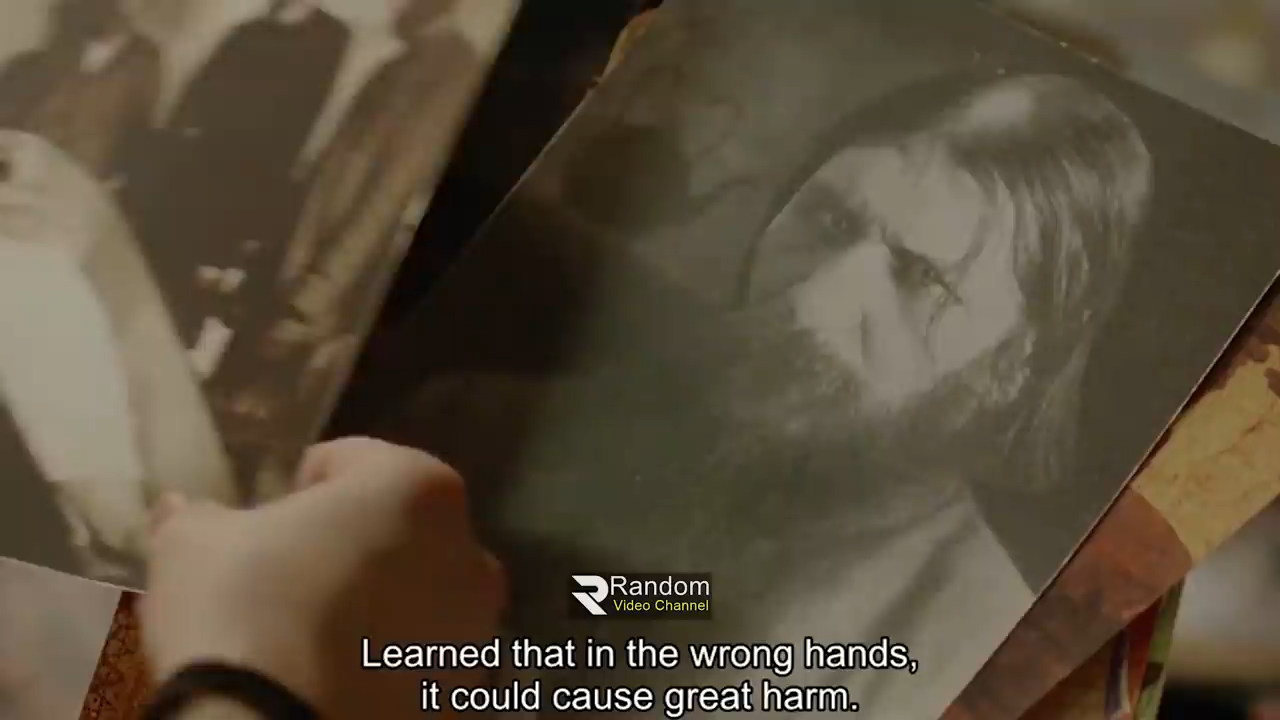 Random
Video Channel
Learned that in the wrong hands,
it could cause great harm.